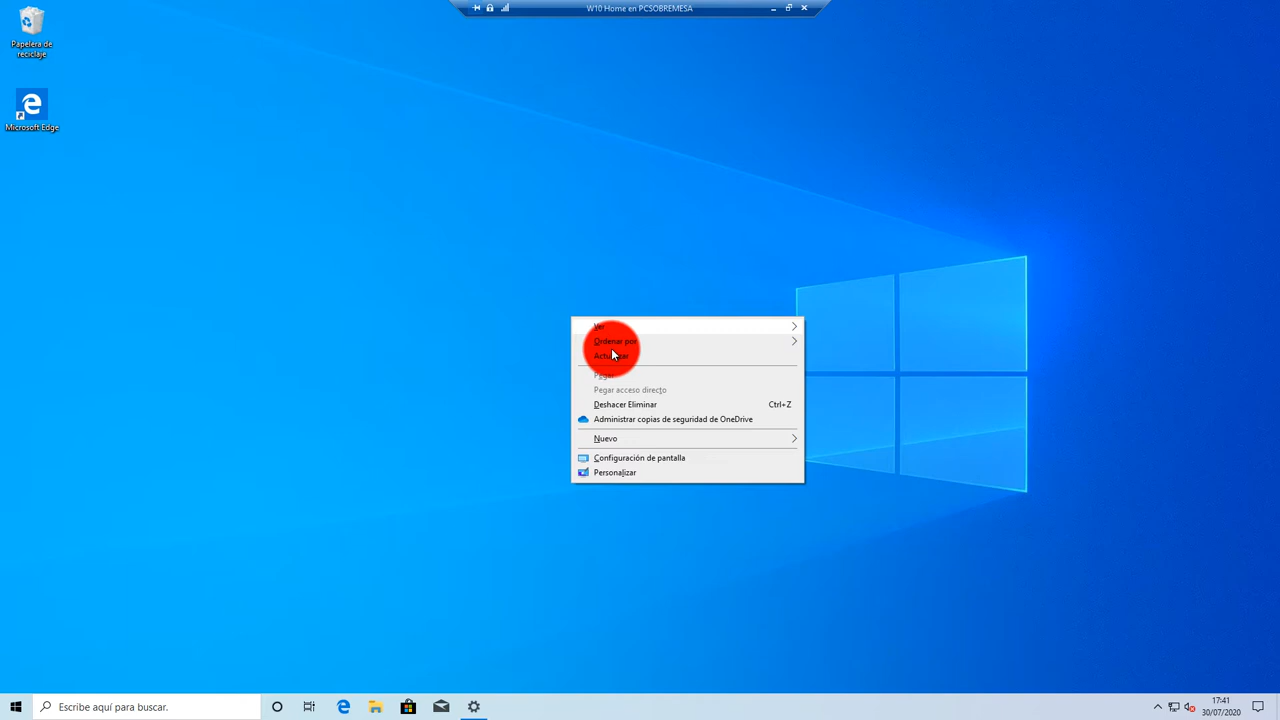 W10 Home en PCSOBREMESA
Papelera de
reciclaje
Microsoft Edge
Ver
Ordenar por
Actualizar
Pegar
Pegar acceso directo
Deshacer Eliminar Ctrl+Z
Administrar copias de seguridad de OneDrive
Nuevo
Configuración de pantalla
Personalizar
Escribe aquí para buscar.
17:41
30/07/2020